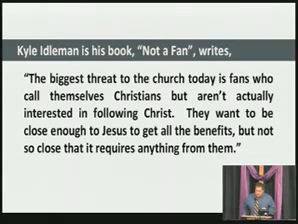 Kyle Idleman is his book, "Not a Fan", writes,
"The biggest threat to the church today is fans who
call themselves Christians but aren't actually
interested in following Christ. They want to be
close enough to Jesus to get all the benefits, but not
so close that it requires anything from them."